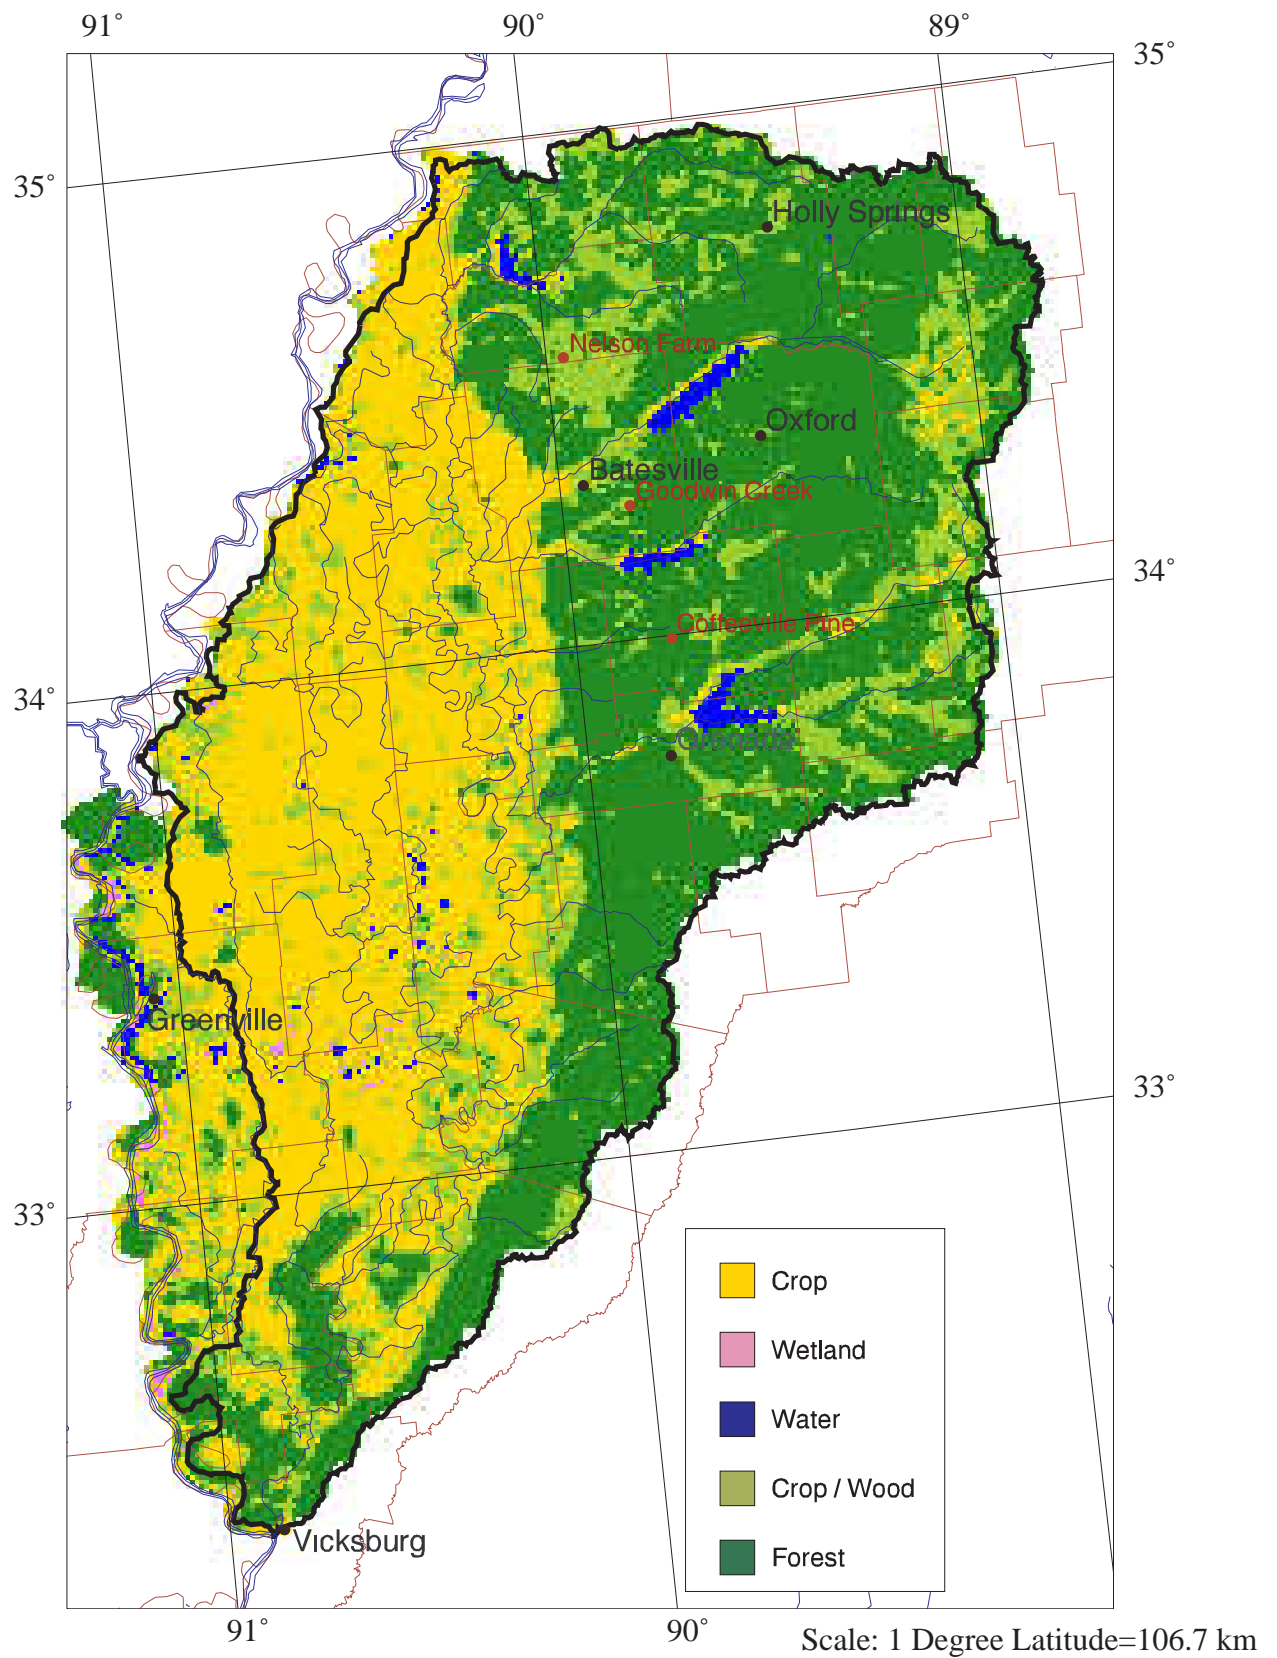 91° 90° 89°
35°
35°
Holly Springs
Nelson Farm
Oxford
Batesville
Goodwin Creek
34°
Coffeeville Pine
34°
Grenada
Greenville
33°
33°
Crop
Wetland
Water
Crop / Wood
Forest
Vicksburg
91° 90°
Scale: 1 Degree Latitude=106.7 km